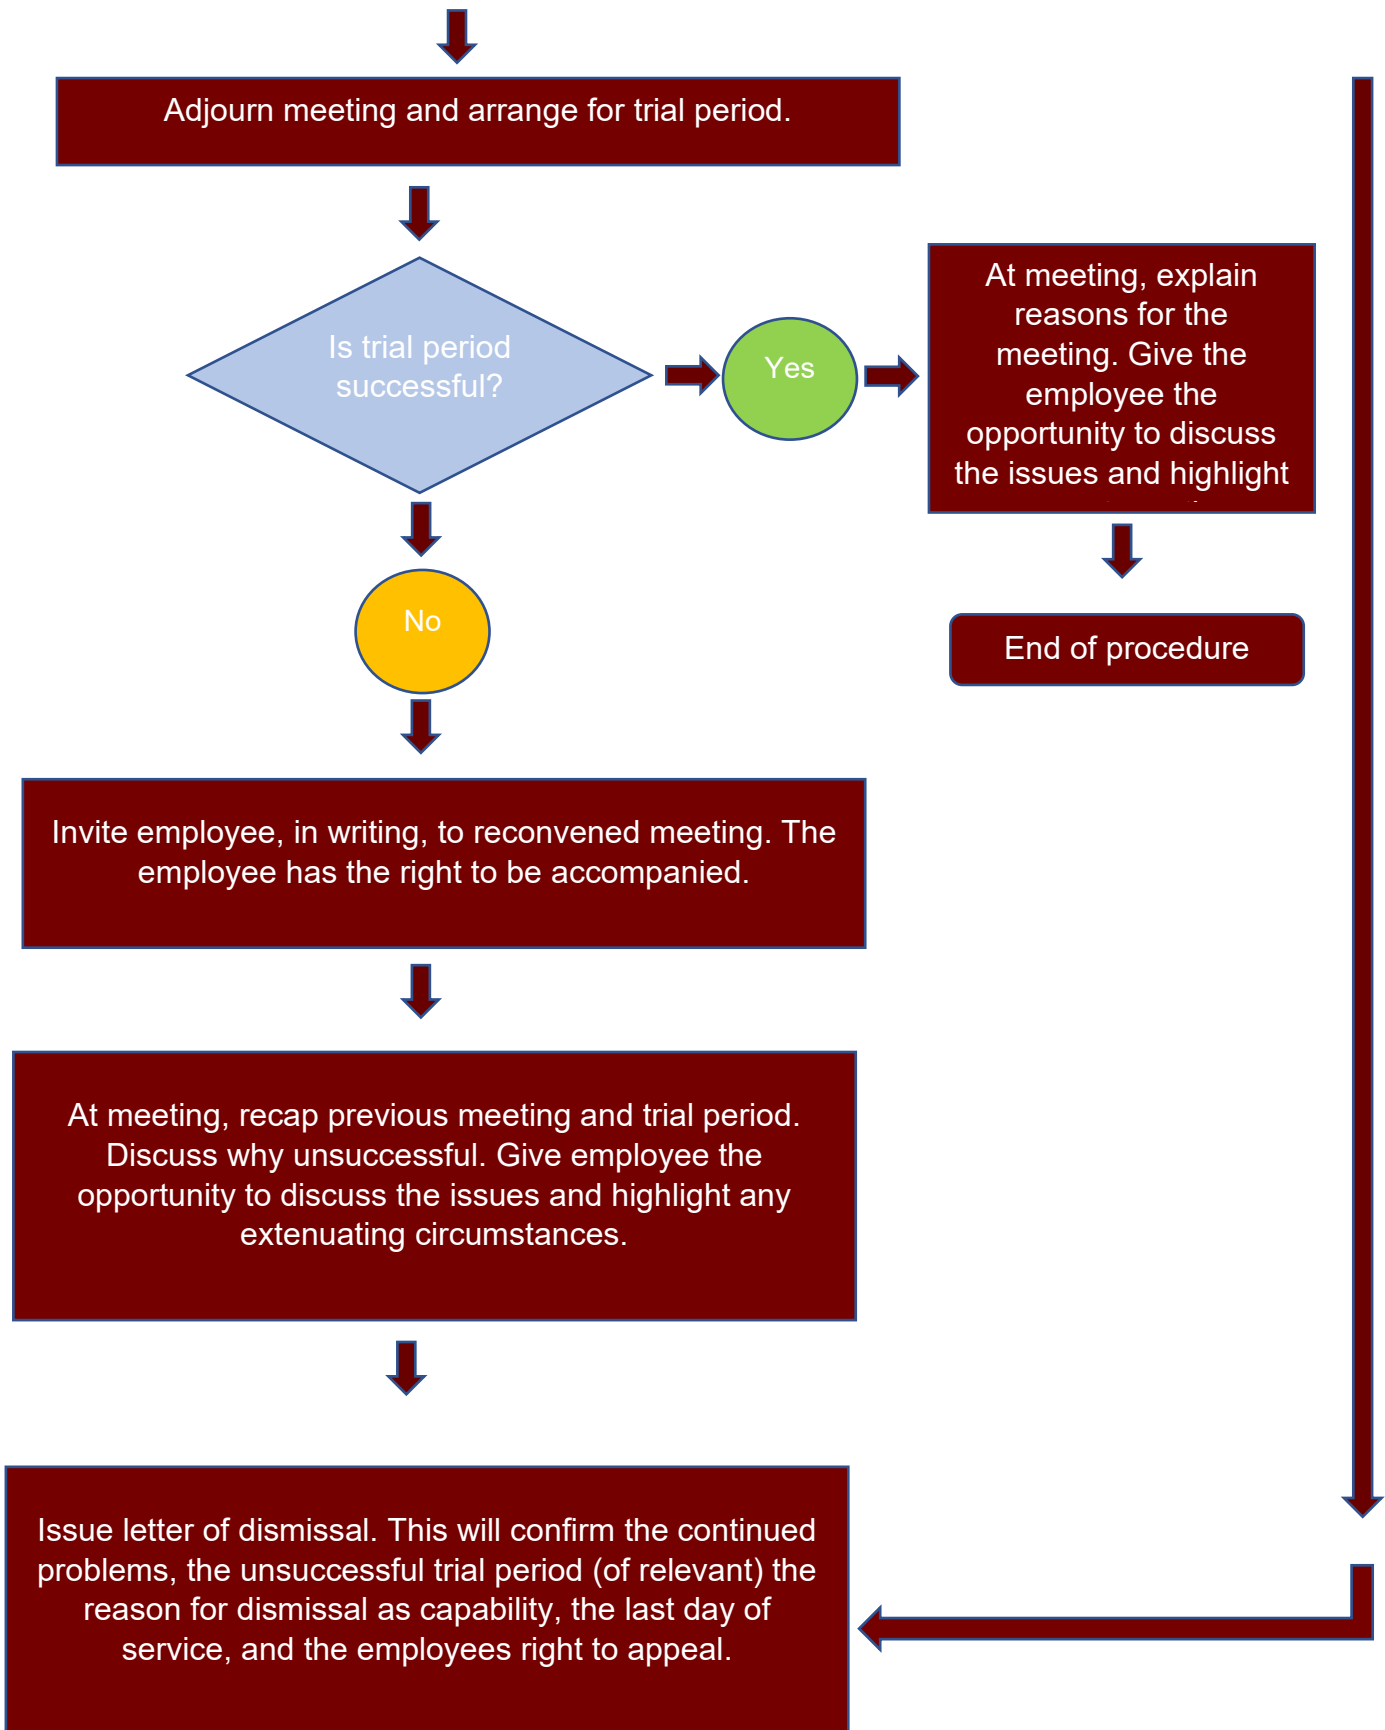 Adjourn meeting and arrange for trial period.
Is trial period
successful?
Yes
At meeting, explain
reasons for the
meeting. Give the
employee the
opportunity to discuss
the issues and highlight
End of procedure
No
Invite employee, in writing, to reconvened meeting. The
employee has the right to be accompanied.
At meeting, recap previous meeting and trial period.
Discuss why unsuccessful. Give employee the
opportunity to discuss the issues and highlight any
extenuating circumstances.
Issue letter of dismissal. This will confirm the continued
problems, the unsuccessful trial period (of relevant) the
reason for dismissal as capability, the last day of
service, and the employees right to appeal.